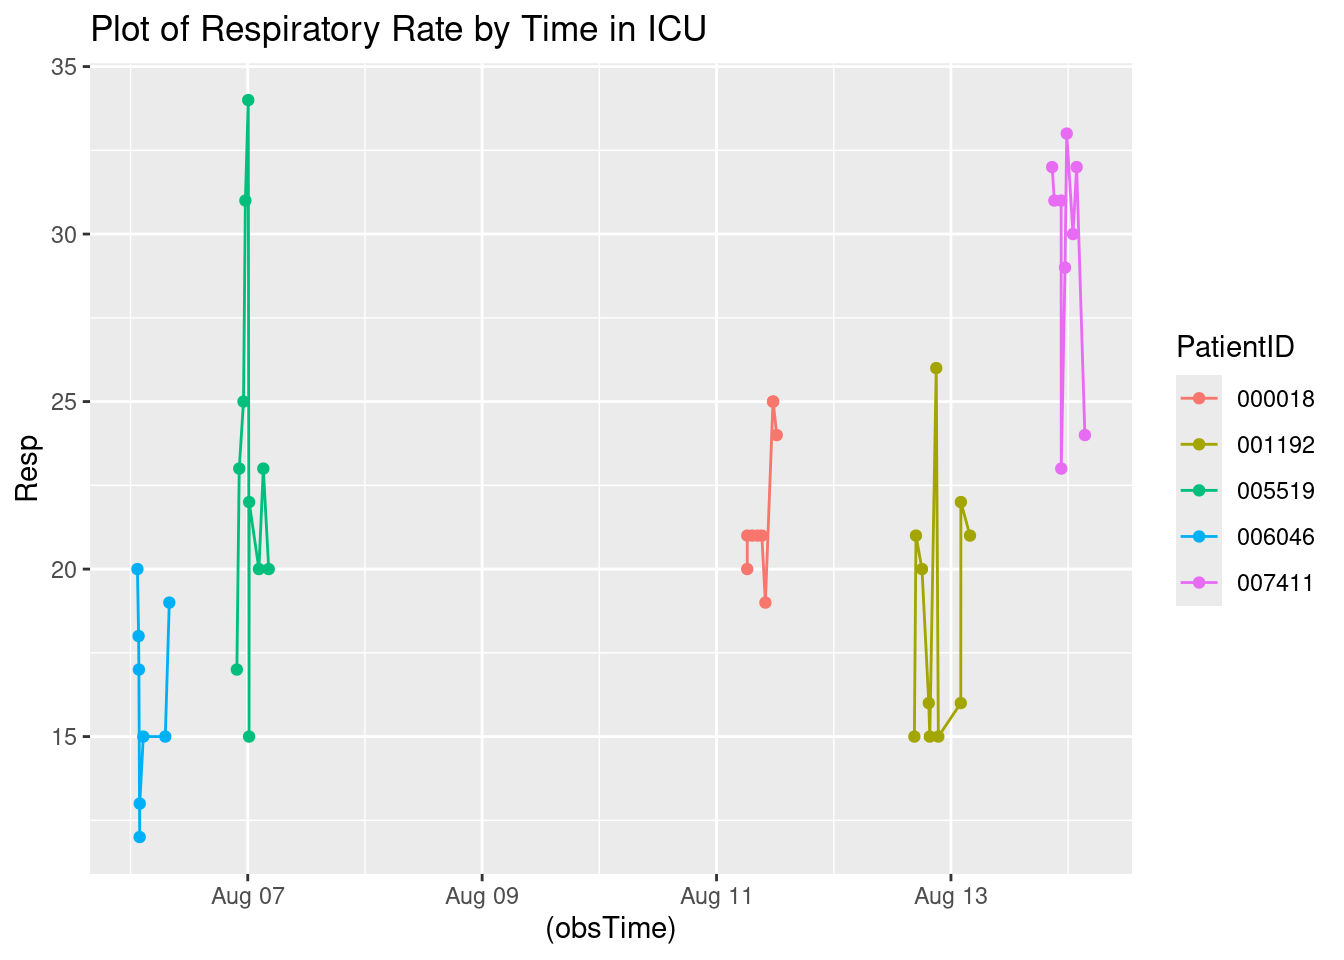 Plot of Respiratory Rate by Time in ICU
35
30
25
20
15
Resp
Aug 07
Aug 09
Aug 11
Aug 13
(obsTime)
PatientID
000018
001192
005519
006046
007411